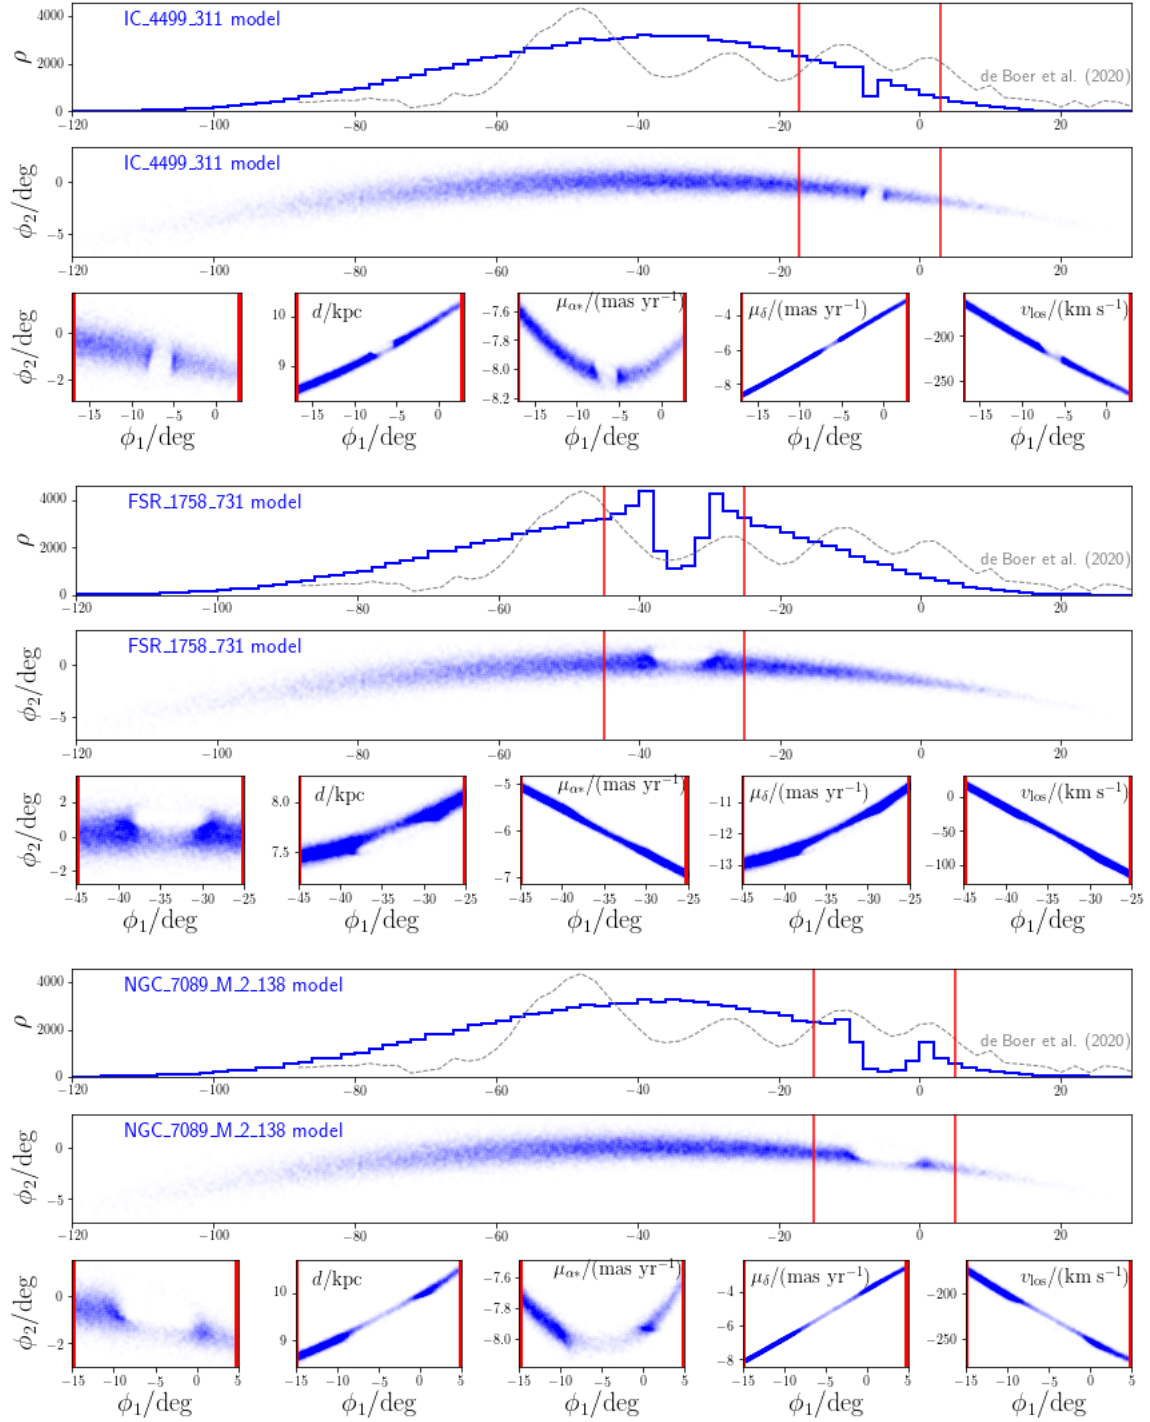 IC_4499_311 model
ρ
4000
2000
0
de Boer et al. (2020)
−120 −100 −80 −60 −40 −20 0 20
IC_4499_311 model
ϕ₂/deg
0
−5
−120 −100 −80 −60 −40 −20 0 20
ϕ₂/deg
0
−2
−15 −10 −5 0
ϕ₁/deg
d/kpc
10
9
−15 −10 −5 0
ϕ₁/deg
μα*/(mas yr⁻¹)
−7.6
−7.8
−8.0
−8.2
−15 −10 −5 0
ϕ₁/deg
μδ/(mas yr⁻¹)
−4
−6
−8
−15 −10 −5 0
ϕ₁/deg
vlos/(km s⁻¹)
−200
−250
−15 −10 −5 0
ϕ₁/deg
FSR_1758_731 model
ρ
4000
2000
0
de Boer et al. (2020)
−120 −100 −80 −60 −40 −20 0 20
FSR_1758_731 model
ϕ₂/deg
0
−5
−120 −100 −80 −60 −40 −20 0 20
ϕ₂/deg
2
0
−2
−45 −40 −35 −30 −25
ϕ₁/deg
d/kpc
8.0
7.5
−45 −40 −35 −30 −25
ϕ₁/deg
μα*/(mas yr⁻¹)
−5
−6
−7
−45 −40 −35 −30 −25
ϕ₁/deg
μδ/(mas yr⁻¹)
−11
−12
−13
−45 −40 −35 −30 −25
ϕ₁/deg
vlos/(km s⁻¹)
0
−50
−100
−45 −40 −35 −30 −25
ϕ₁/deg
NGC_7089_M_2_138 model
ρ
4000
2000
0
de Boer et al. (2020)
−120 −100 −80 −60 −40 −20 0 20
NGC_7089_M_2_138 model
ϕ₂/deg
0
−5
−120 −100 −80 −60 −40 −20 0 20
ϕ₂/deg
0
−2
−15 −10 −5 0 5
ϕ₁/deg
d/kpc
10
9
−15 −10 −5 0 5
ϕ₁/deg
μα*/(mas yr⁻¹)
−7.6
−7.8
−8.0
−15 −10 −5 0 5
ϕ₁/deg
μδ/(mas yr⁻¹)
−4
−6
−8
−15 −10 −5 0 5
ϕ₁/deg
vlos/(km s⁻¹)
−200
−250
−15 −10 −5 0 5
ϕ₁/deg